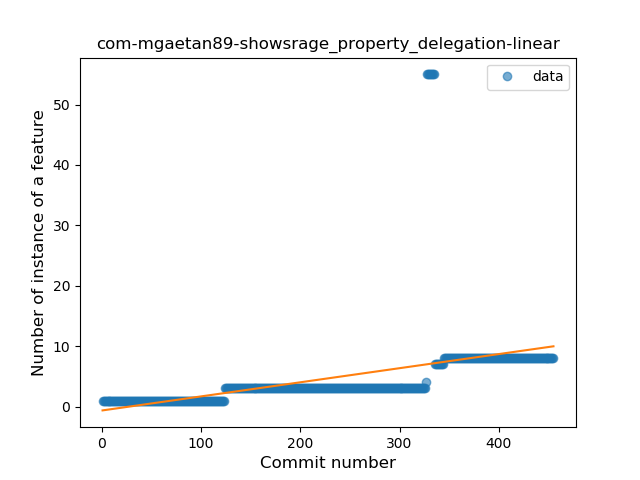 com-mgaetan89-showsrage_property_delegation-linear
data
Number of instance of a feature
50
40
30
20
10
0
0 100 200 300 400
Commit number